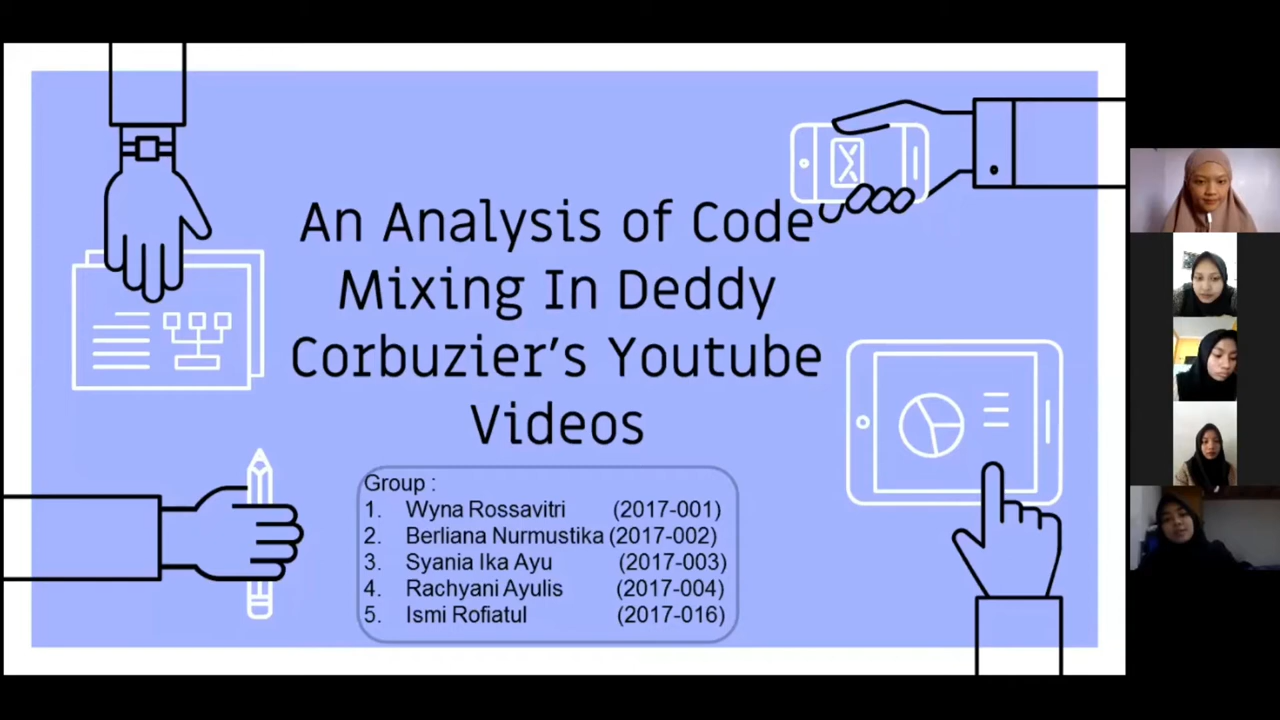 An Analysis of Code
Mixing In Deddy
Corbuzier's Youtube
Videos
Group :
1. Wyna Rossavitri (2017-001)
2. Berliana Nurmustika (2017-002)
3. Syania Ika Ayu (2017-003)
4. Rachyani Ayulis (2017-004)
5. Ismi Rofiatul (2017-016)